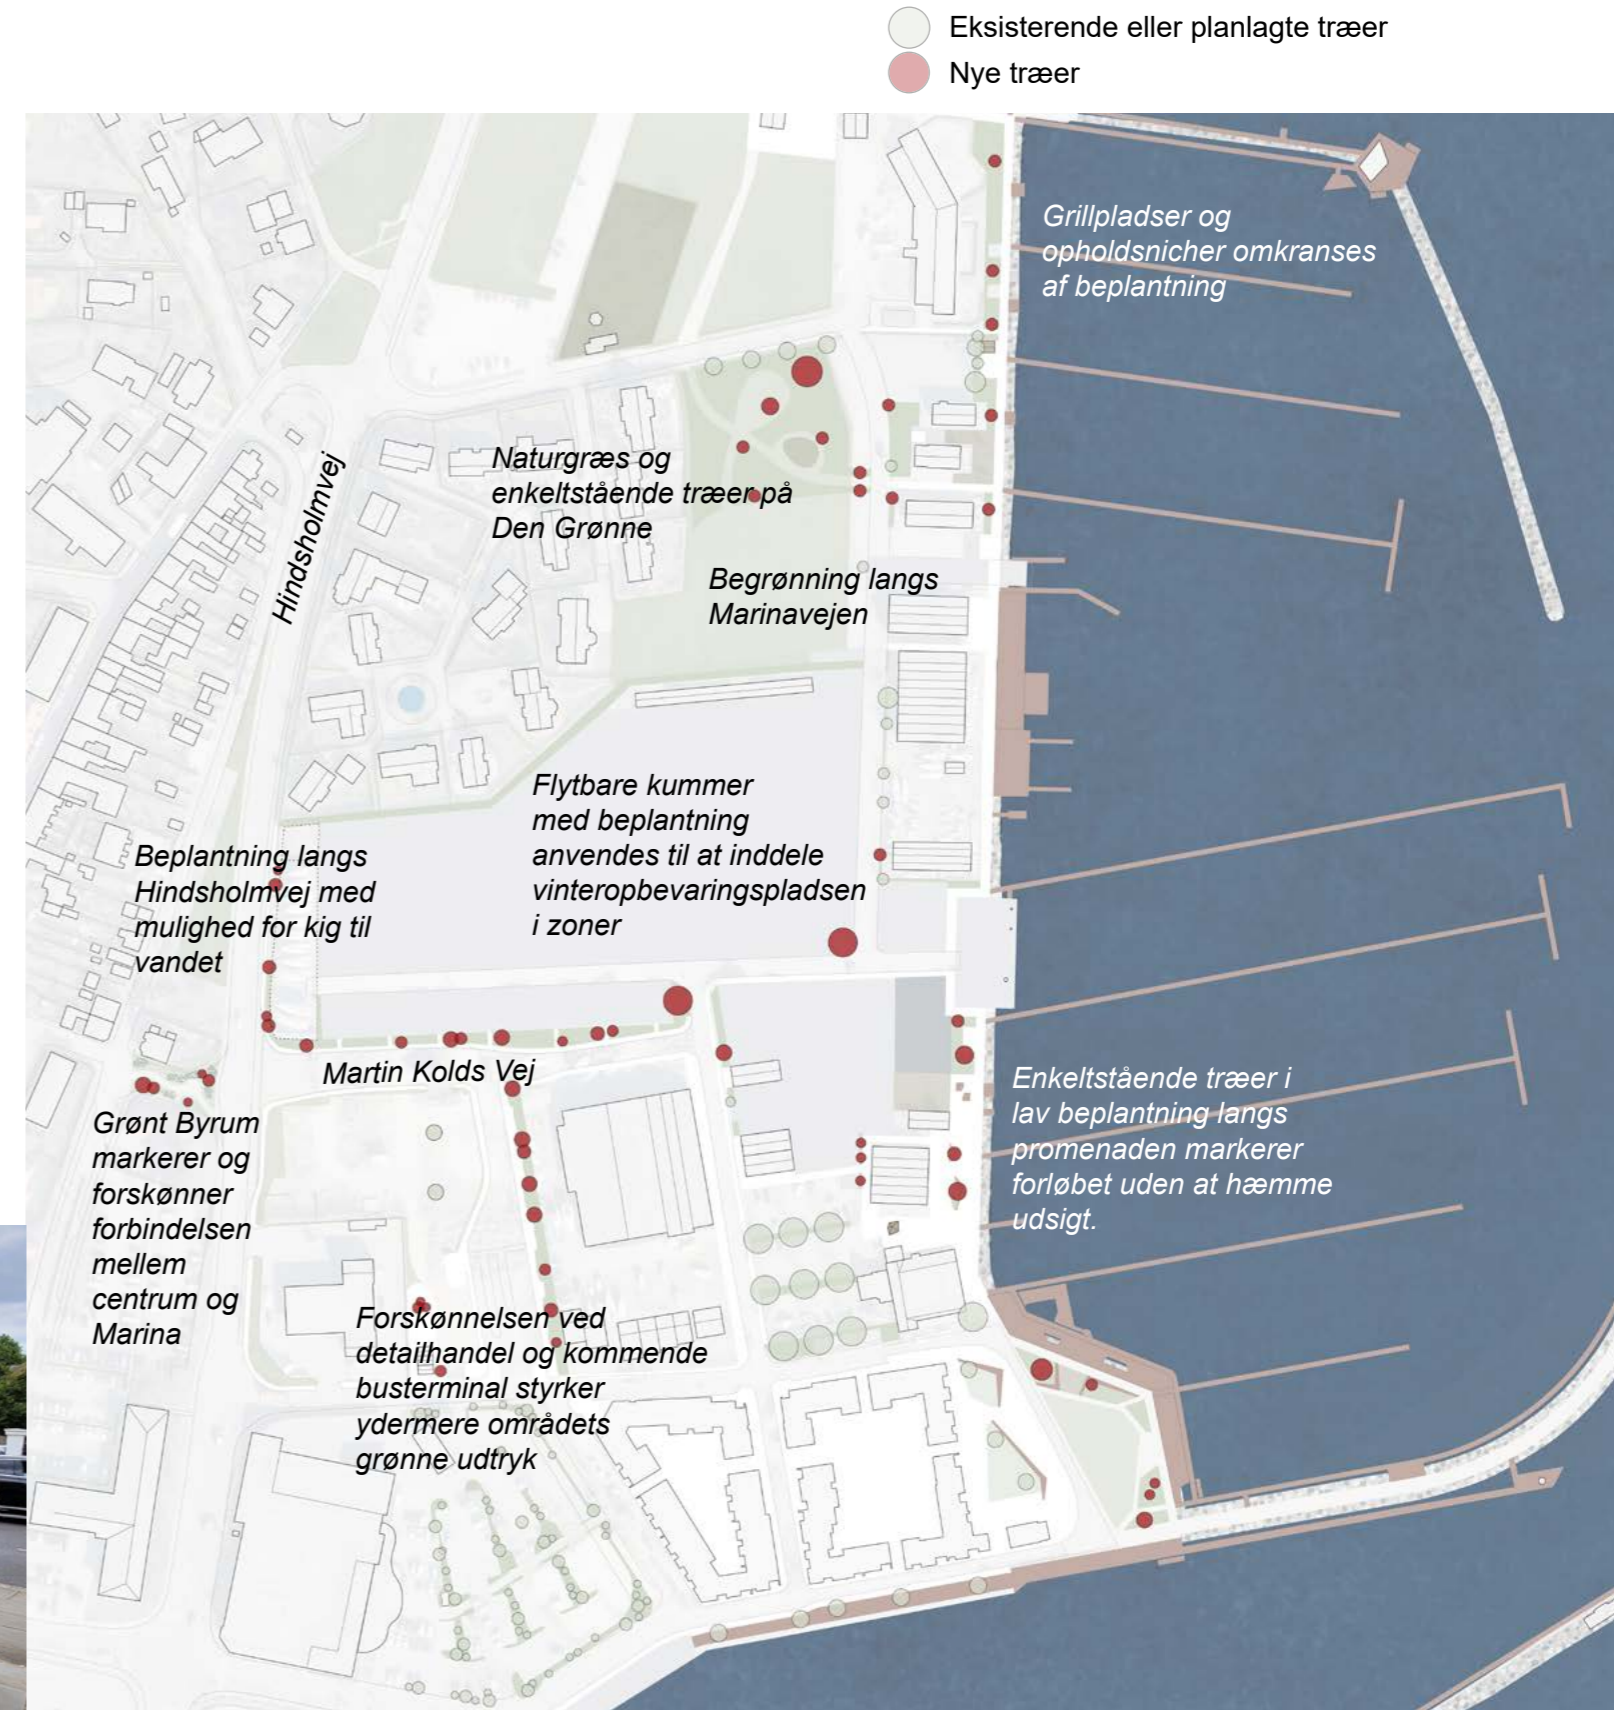 Eksisterende eller planlagte træer
Nye træer
Grillpladser og
opholdsnicher omkranses
af beplantning
Hindsholmvej
Naturgræs og
enkeltstående træer på
Den Grønne
Begrønning langs
Marinavejen
Flytbare kummer
med beplantning
anvendes til at inddele
vinteropbevaringspladsen
i zoner
Beplantning langs
Hindsholmvej med
mulighed for kig til
vandet
Martin Kolds Vej
Enkeltstående træer i
lav beplantning langs
promenaden markerer
forløbet uden at hæmme
udsigt.
Grønt Byrum
markerer og
forskønner
forbindelsen
mellem
centrum og
Marina
Forskønnelsen ved
detailhandel og kommende
busterminal styrker
ydermere områdets
grønne udtryk